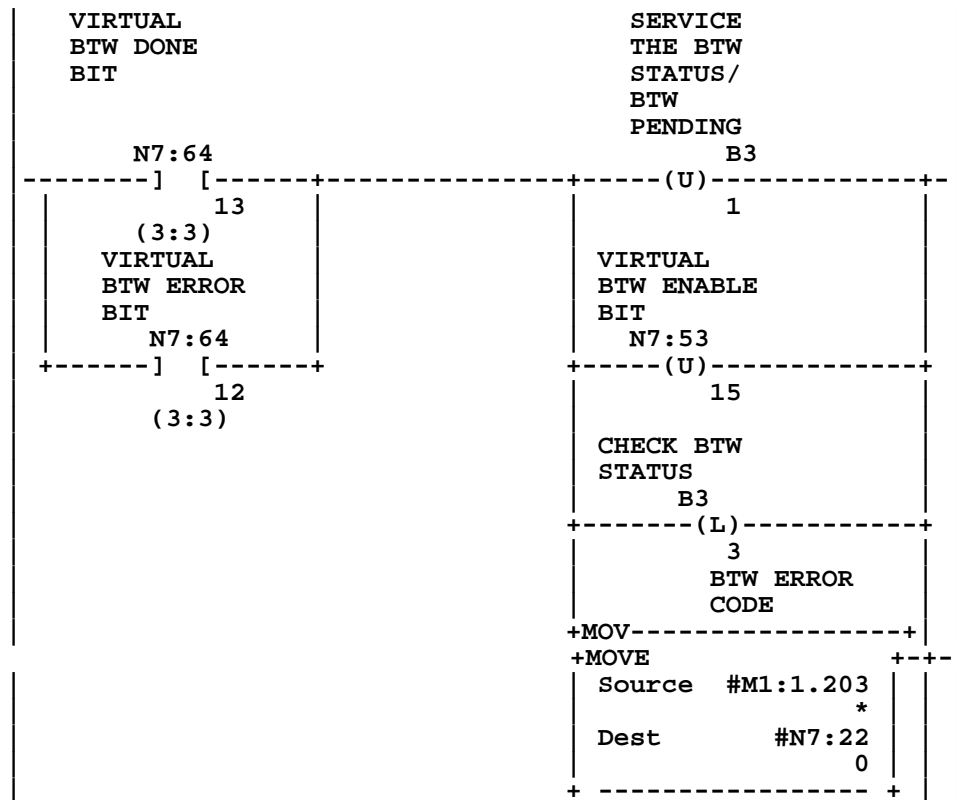 VIRTUAL SERVICE
BTW DONE THE BTW
BIT STATUS/
BTW
PENDING
N7:64 B3
--------] [------+---------------+-----(U)-------------+-
13 1
(3:3)
VIRTUAL VIRTUAL
BTW ERROR BTW ENABLE
BIT BIT
N7:64 N7:53
+------] [------+ +-----(U)-------------+
12 15
(3:3)
CHECK BTW
STATUS
B3
+-------(L)-----------+
3
BTW ERROR
CODE
+MOV-----------------+
+MOVE +-+-
Source #M1:1.203
*
Dest #N7:22
0
+ ----------------- +